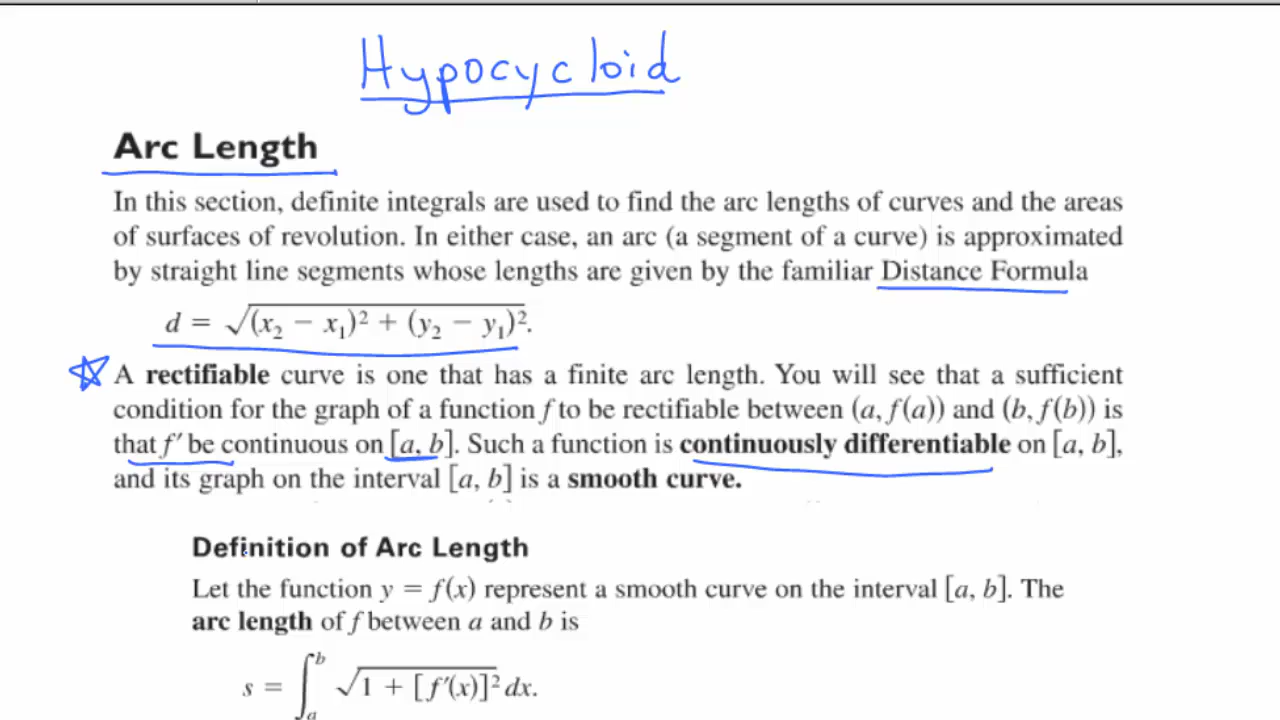 Hypocycloid
Arc Length
In this section, definite integrals are used to find the arc lengths of curves and the areas
of surfaces of revolution. In either case, an arc (a segment of a curve) is approximated
by straight line segments whose lengths are given by the familiar Distance Formula
d = √(x₂ − x₁)² + (y₂ − y₁)².
A rectifiable curve is one that has a finite arc length. You will see that a sufficient
condition for the graph of a function f to be rectifiable between (a, f(a)) and (b, f(b)) is
that f′ be continuous on [a, b]. Such a function is continuously differentiable on [a, b],
and its graph on the interval [a, b] is a smooth curve.
Definition of Arc Length
Let the function y = f(x) represent a smooth curve on the interval [a, b]. The
arc length of f between a and b is
s = ∫ₐᵇ √1 + [f′(x)]² dx.